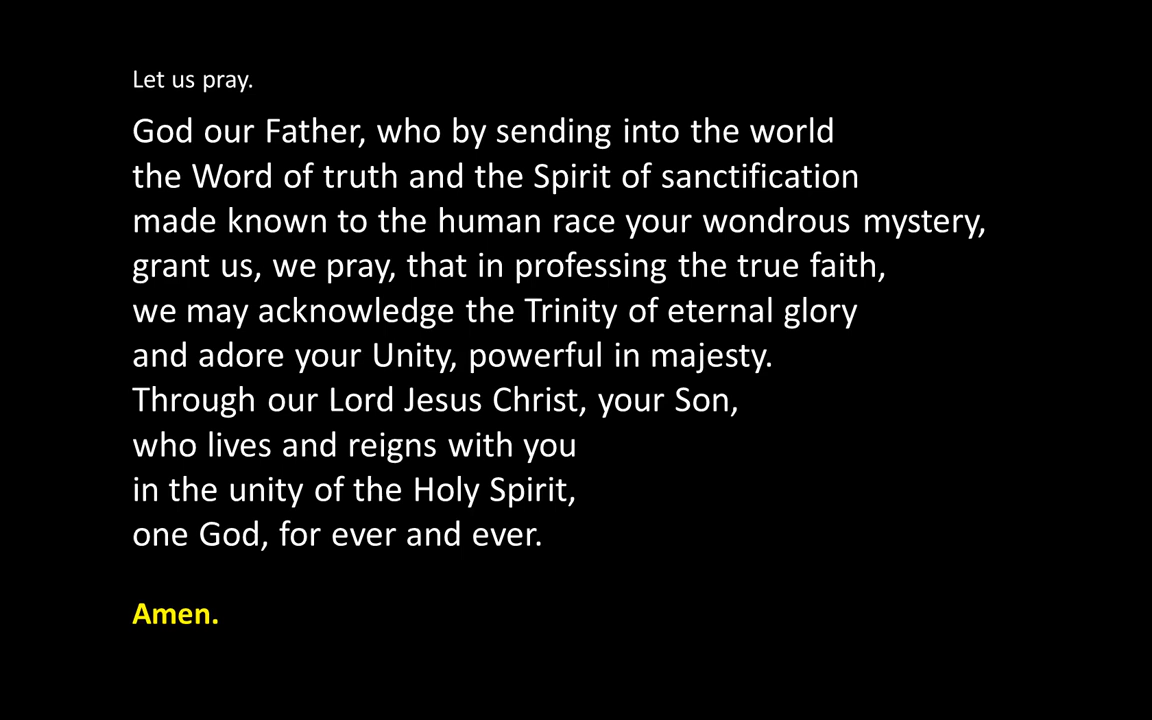 Let us pray.
God our Father, who by sending into the world
the Word of truth and the Spirit of sanctification
made known to the human race your wondrous mystery,
grant us, we pray, that in professing the true faith,
we may acknowledge the Trinity of eternal glory
and adore your Unity, powerful in majesty.
Through our Lord Jesus Christ, your Son,
who lives and reigns with you
in the unity of the Holy Spirit,
one God, for ever and ever.
Amen.